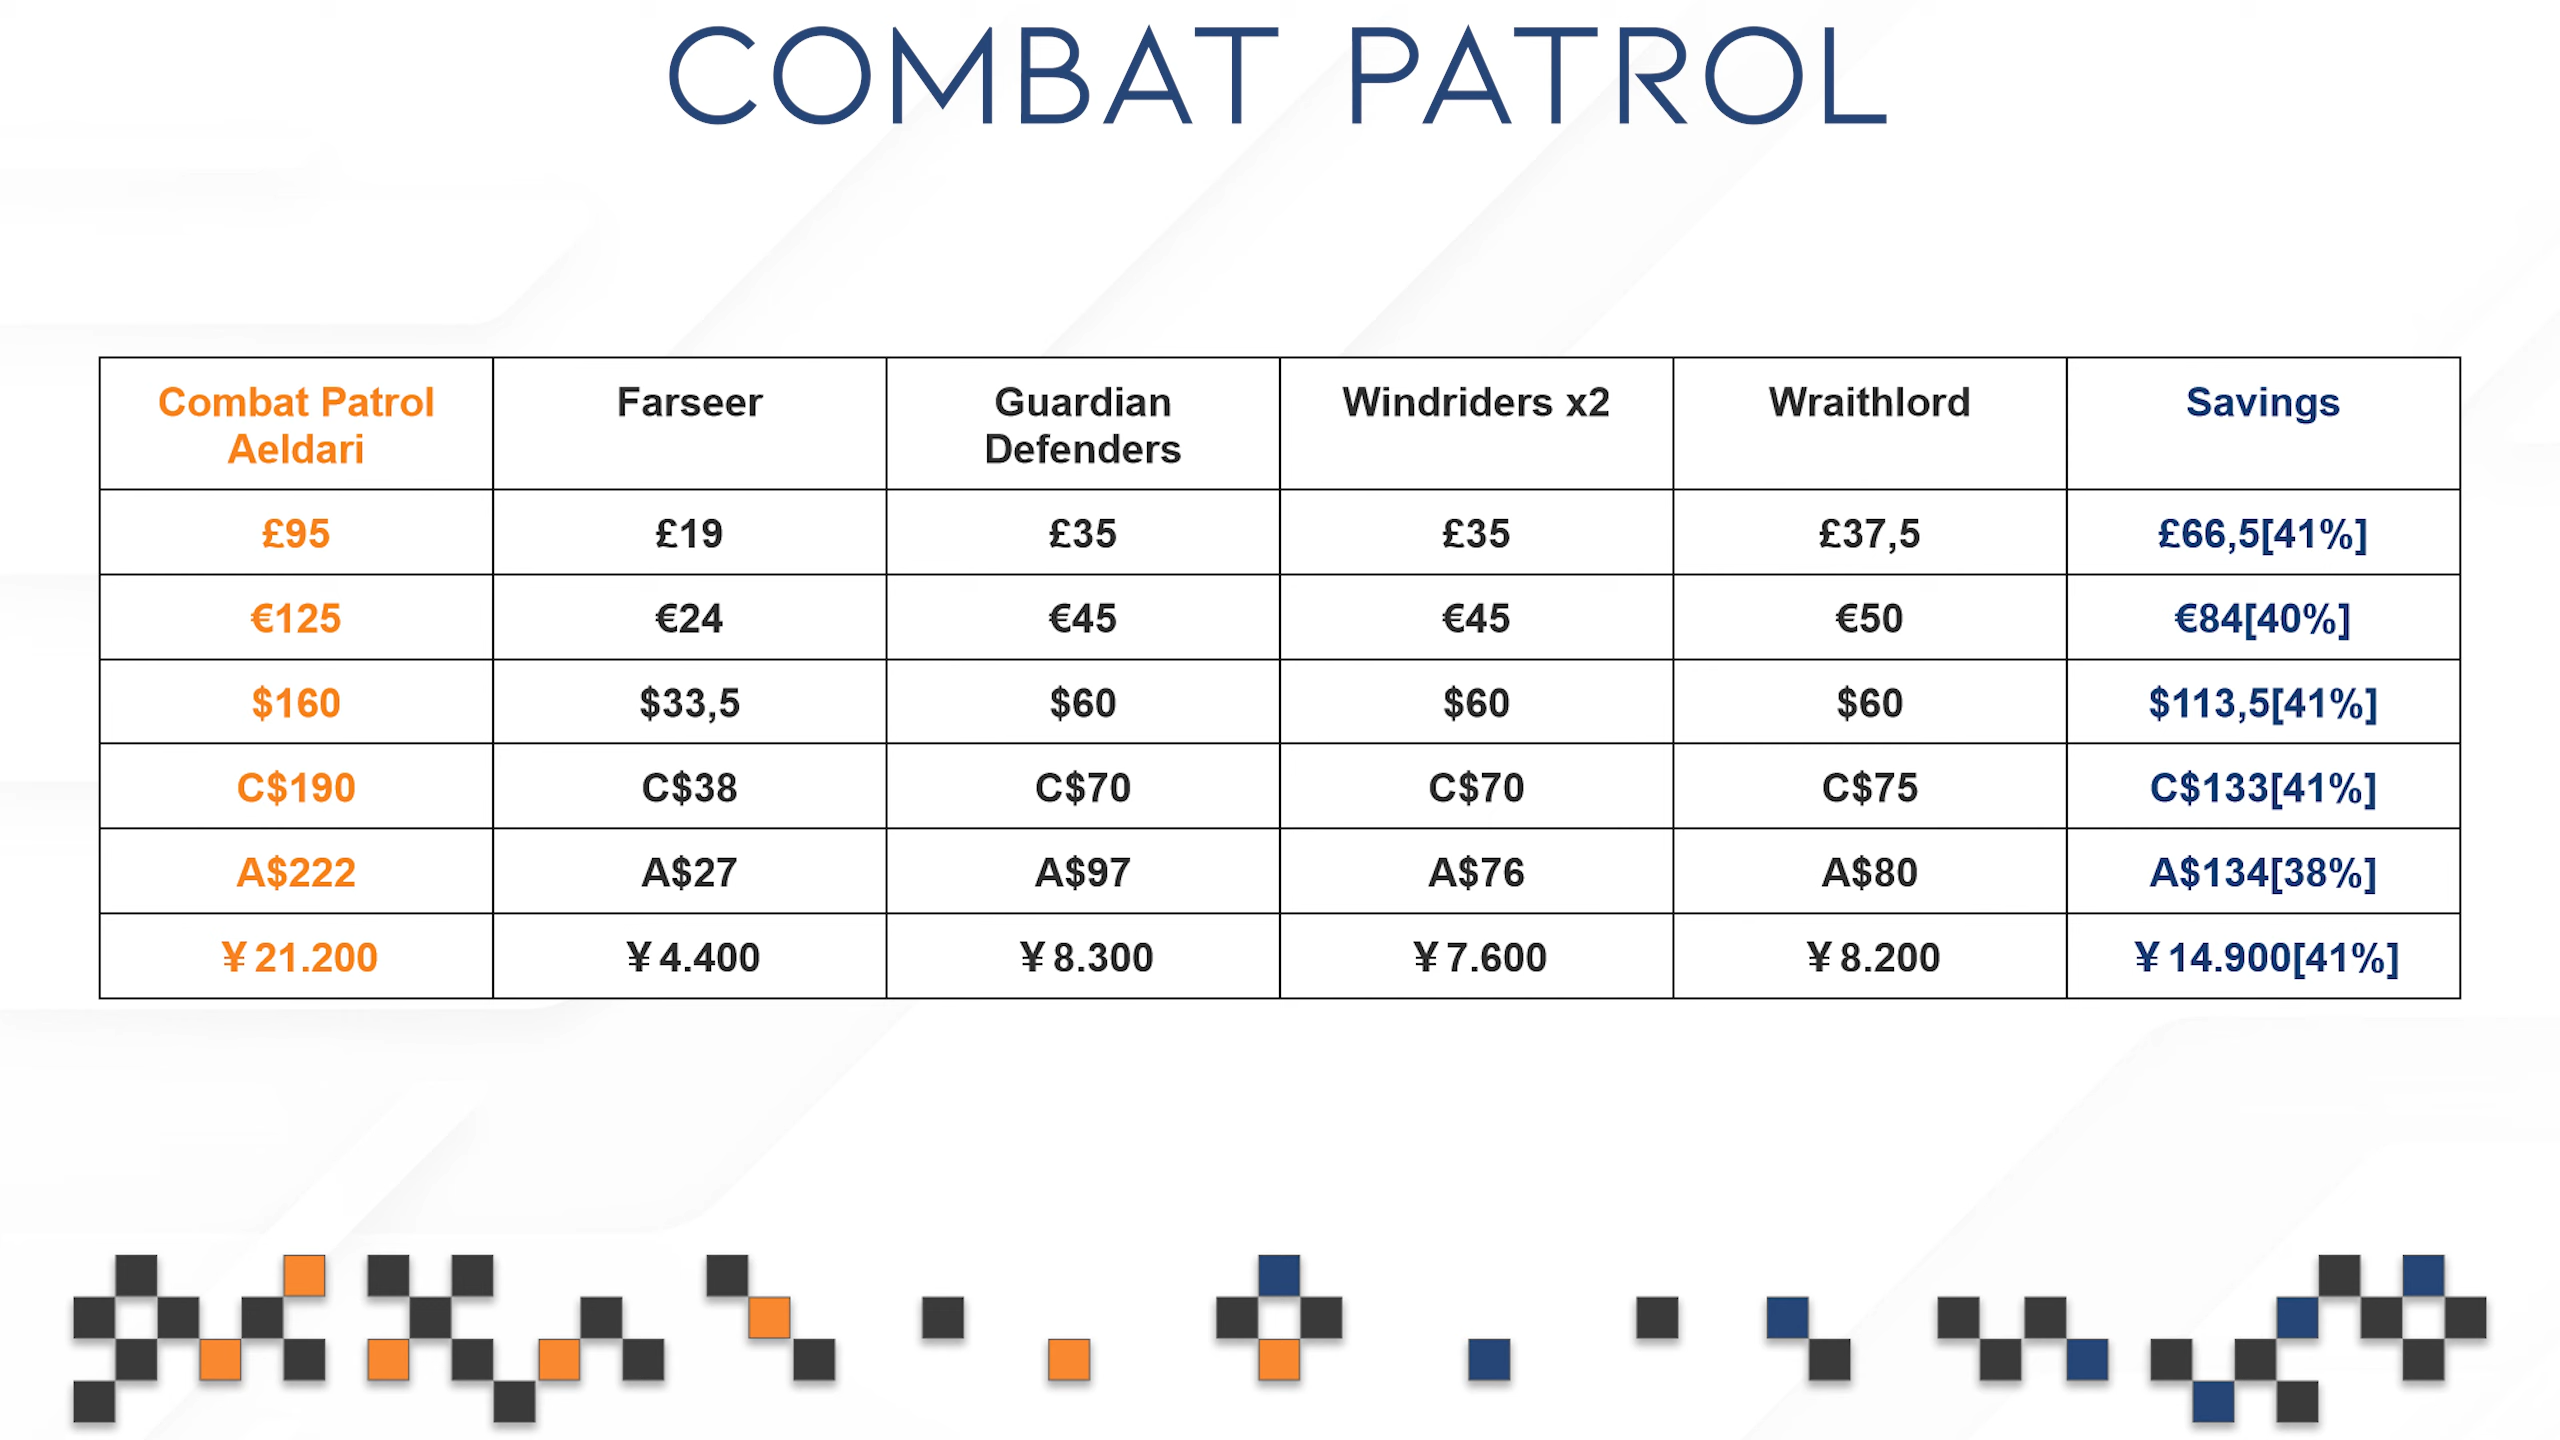 COMBAT PATROL
Combat Patrol Farseer Guardian Windriders x2 Wraithlord Savings
Aeldari Defenders
£95 £19 £35 £35 £37,5 £66,5[41%]
€125 €24 €45 €45 €50 €84[40%]
$160 $33,5 $60 $60 $60 $113,5[41%]
C$190 C$38 C$70 C$70 C$75 C$133[41%]
A$222 A$27 A$97 A$76 A$80 A$134[38%]
¥21.200 ¥4.400 ¥8.300 ¥7.600 ¥8.200 ¥14.900[41%]